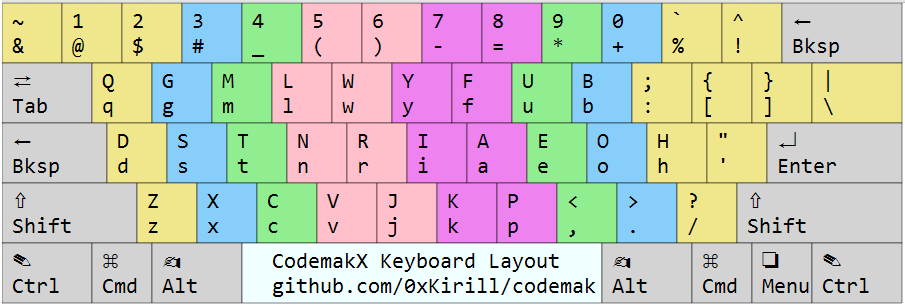 ~ 1 2 3 4 5 6 7 8 9 0 ` ^ ←
& @ $ # _ ( ) - = * + % ! Bksp
⇄ Q G M L W Y F U B ; { } |
Tab q g m l w y f u b : [ ] \
← D S T N R I A E O H " ↵
Bksp d s t n r i a e o h ' Enter
⇧ Z X C V J K P < > ? ⇧
Shift z x c v j k p , . / Shift
✎ ⌘ ✍ CodemakX Keyboard Layout ✍ ⌘ ❏ ✎
Ctrl Cmd Alt github.com/0xKirill/codemak Alt Cmd Menu Ctrl